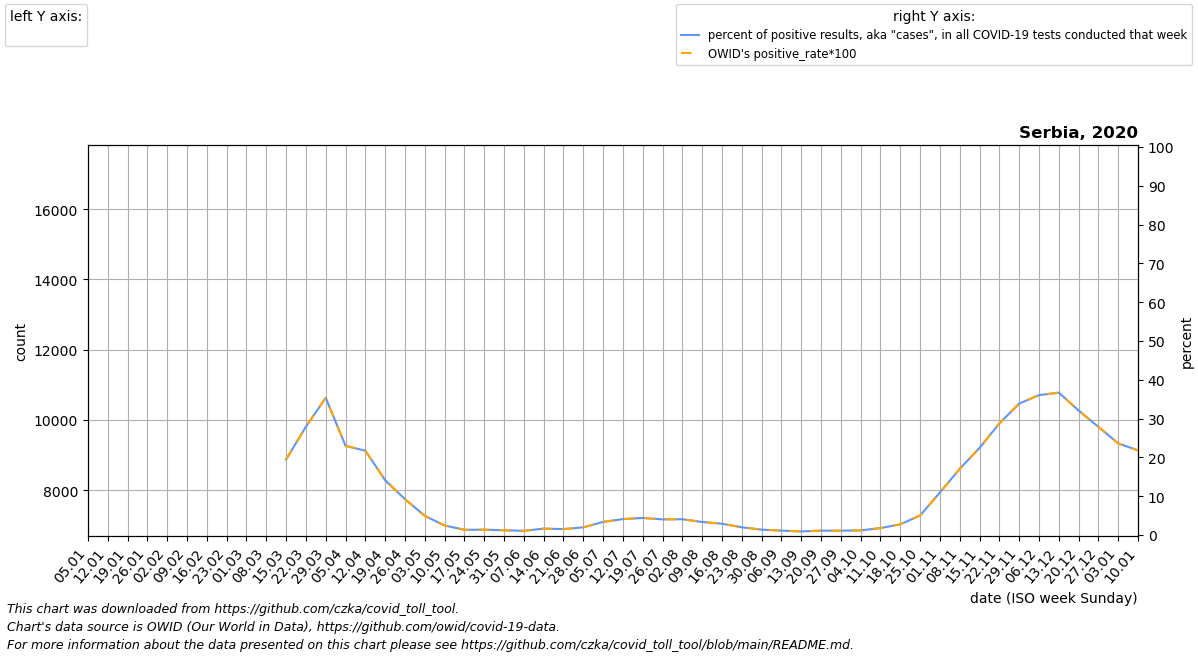 left Y axis:
right Y axis:
percent of positive results, aka "cases", in all COVID-19 tests conducted that week
OWID's positive_rate*100
Serbia, 2020
100
90
80
70
60
50
40
30
20
10
0
percent
16000
14000
12000
10000
8000
count
05.01 12.01 19.01 26.01 02.02 09.02 16.02 23.02 01.03 08.03 15.03 22.03 29.03 05.04 12.04 19.04 26.04 03.05 10.05 17.05 24.05 31.05 07.06 14.06 21.06 28.06 05.07 12.07 19.07 26.07 02.08 09.08 16.08 23.08 30.08 06.09 13.09 20.09 27.09 04.10 11.10 18.10 25.10 01.11 08.11 15.11 22.11 29.11 06.12 13.12 20.12 27.12 03.01 10.01
date (ISO week Sunday)
This chart was downloaded from https://github.com/czka/covid_toll_tool.
Chart's data source is OWID (Our World in Data), https://github.com/owid/covid-19-data.
For more information about the data presented on this chart please see https://github.com/czka/covid_toll_tool/blob/main/README.md.